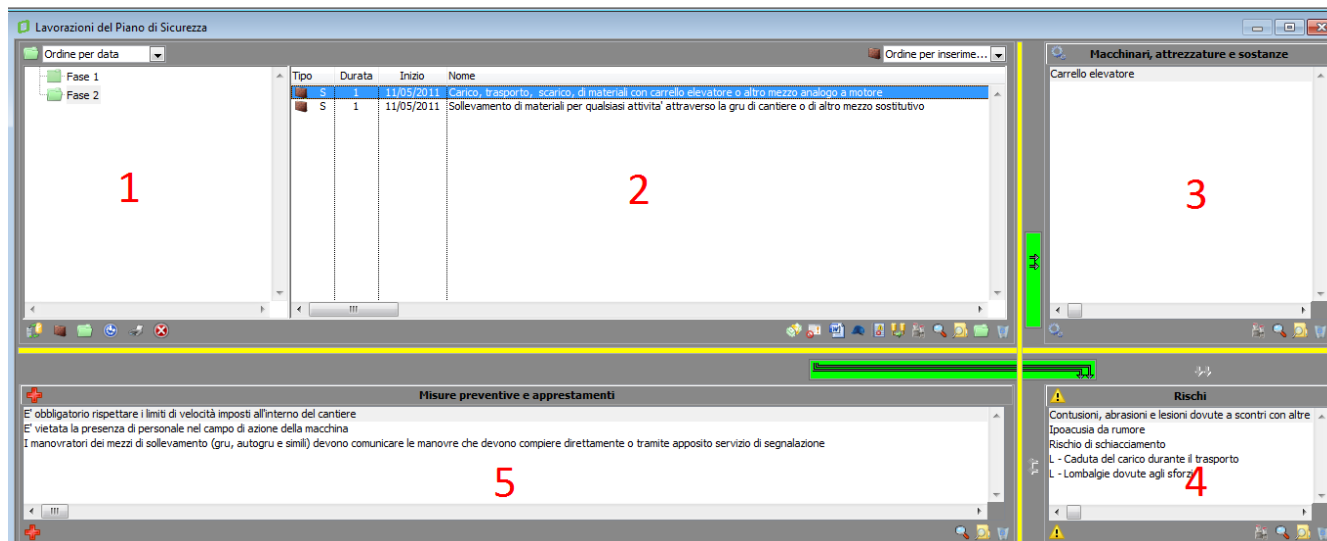 Lavorazioni del Piano di Sicurezza
Ordine per data
Ordine per inserime...
Macchinari, attrezzature e sostanze
Fase 1
Fase 2
Tipo Durata Inizio Nome
S 1 11/05/2011 Carico, trasporto, scarico, di materiali con carrello elevatore o altro mezzo analogo a motore
S 1 11/05/2011 Sollevamento di materiali per qualsiasi attivita' attraverso la gru di cantiere o di altro mezzo sostitutivo
Carrello elevatore
1
2
3
Misure preventive e apprestamenti
E' obbligatorio rispettare i limiti di velocità imposti all'interno del cantiere
E' vietata la presenza di personale nel campo di azione della macchina
I manovratori dei mezzi di sollevamento (gru, autogru e simili) devono comunicare le manovre che devono compiere direttamente o tramite apposito servizio di segnalazione
5
Rischi
Contusioni, abrasioni e lesioni dovute a scontri con altre
Ipoacusia da rumore
Rischio di schiacciamento
L - Caduta del carico durante il trasporto
L - Lombalgie dovute agli sforzi
4